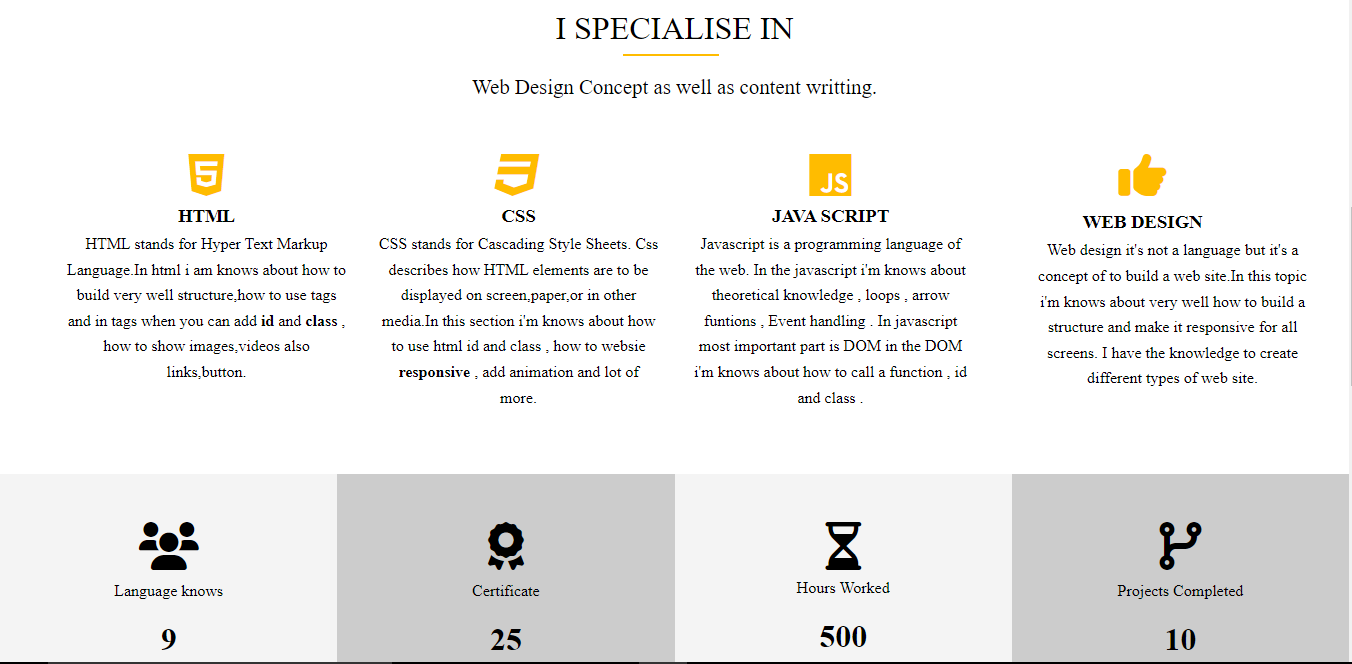 I SPECIALISE IN
Web Design Concept as well as content writting.
5
JS
HTML
HTML stands for Hyper Text Markup
Language.In html i am knows about how to
build very well structure,how to use tags
and in tags when you can add id and class ,
how to show images,videos also
links,button.
CSS
CSS stands for Cascading Style Sheets. Css
describes how HTML elements are to be
displayed on screen,paper,or in other
media.In this section i'm knows about how
to use html id and class , how to websie
responsive , add animation and lot of
more.
JAVA SCRIPT
Javascript is a programming language of
the web. In the javascript i'm knows about
theoretical knowledge , loops , arrow
funtions , Event handling . In javascript
most important part is DOM in the DOM
i'm knows about how to call a function , id
and class .
WEB DESIGN
Web design it's not a language but it's a
concept of to build a web site.In this topic
i'm knows about very well how to build a
structure and make it responsive for all
screens. I have the knowledge to create
different types of web site.
Language knows
9
Certificate
25
Hours Worked
500
Projects Completed
10